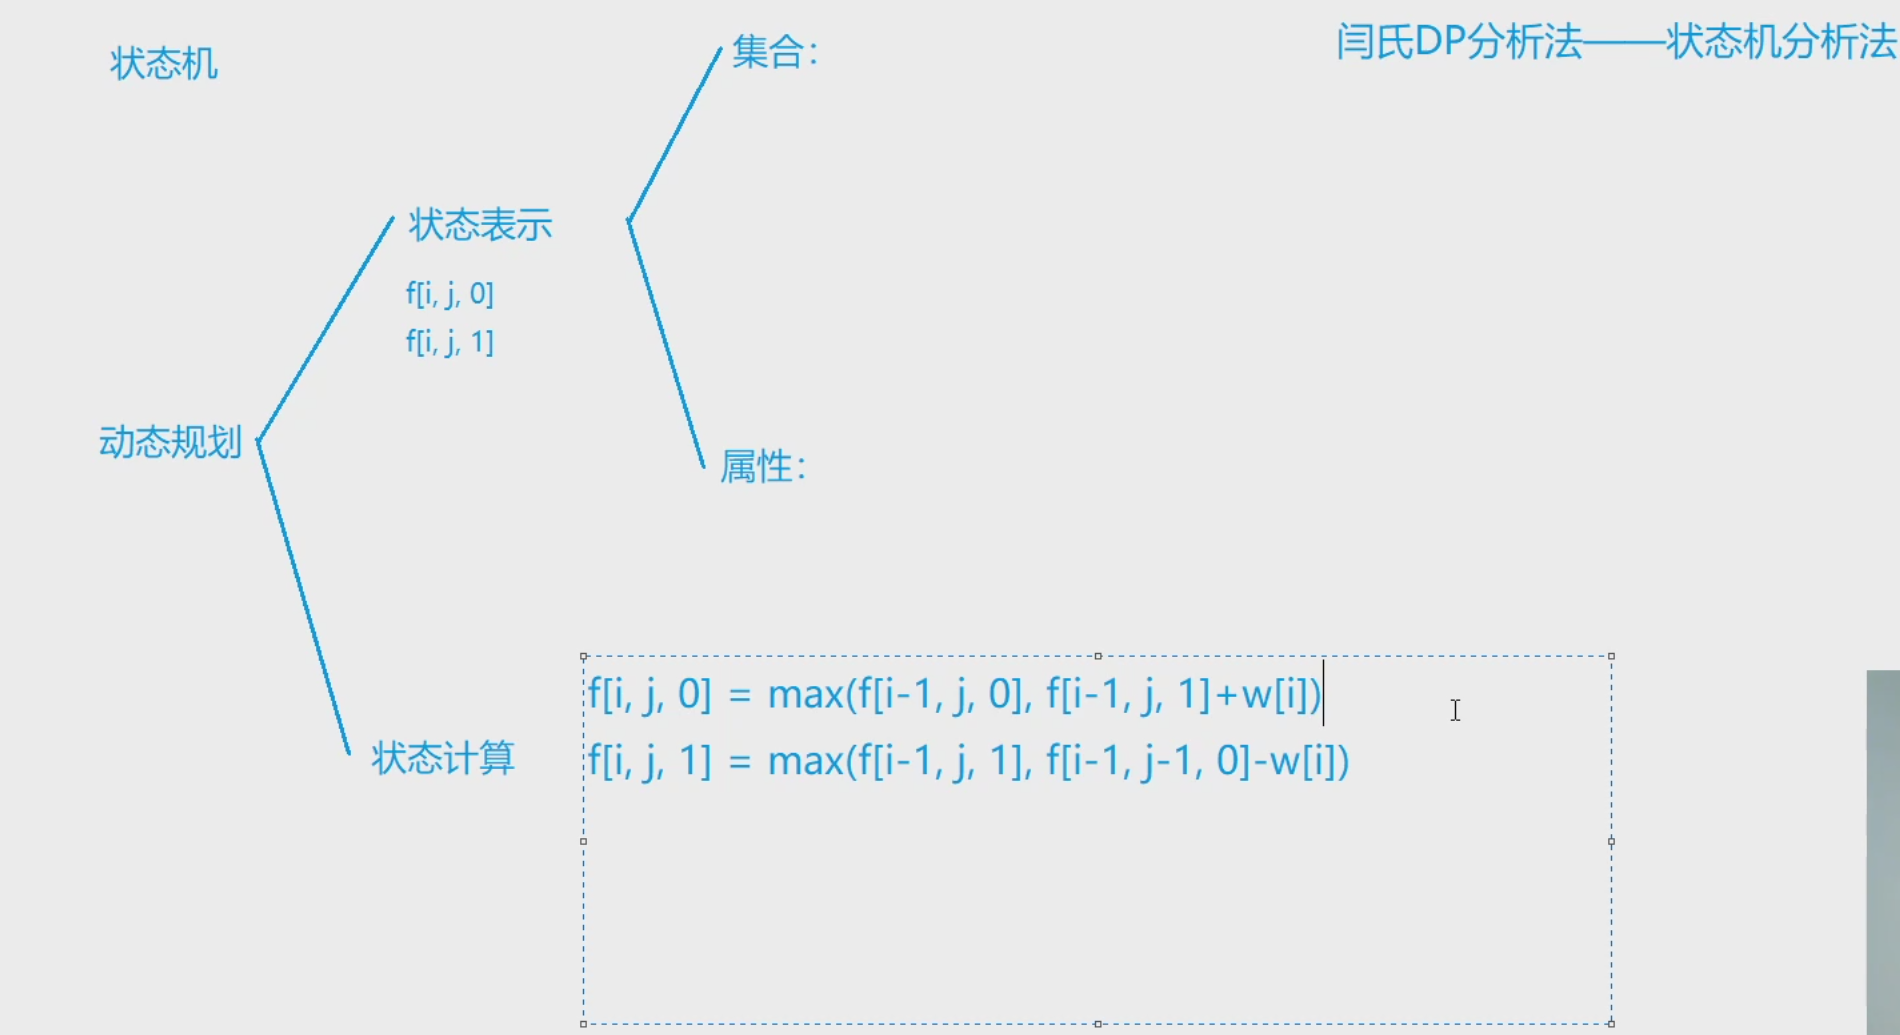 状态机
集合：
闫氏DP分析法——状态机分析法
状态表示
f[i, j, 0]
f[i, j, 1]
动态规划
属性：
状态计算
f[i, j, 0] = max(f[i-1, j, 0], f[i-1, j, 1]+w[i])
f[i, j, 1] = max(f[i-1, j, 1], f[i-1, j-1, 0]-w[i])